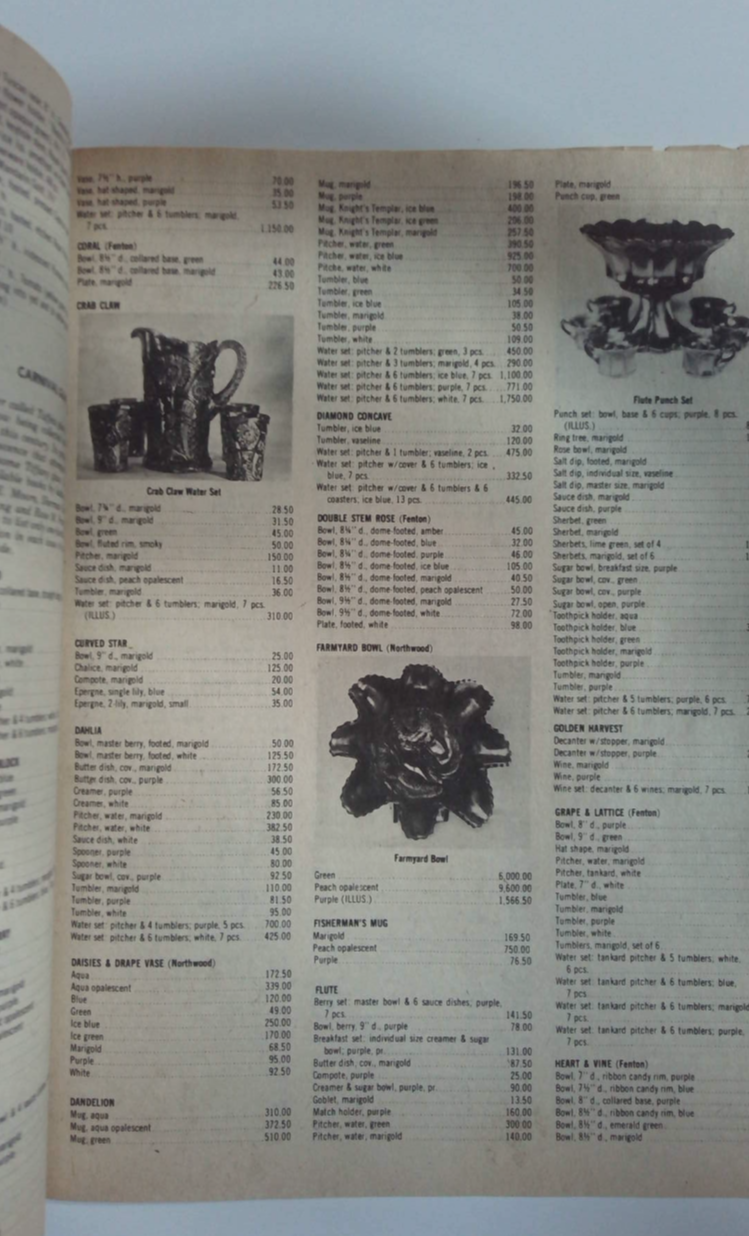 Vase, 7½" h., purple 70.00
Vase, hat-shaped, marigold 35.00
Vase, hat-shaped, purple 53.50
Water set: pitcher & 6 tumblers; marigold,
7 pcs. 1,150.00
CORAL (Fenton)
Bowl, 8½" d., collared base, green 44.00
Bowl, 8½" d., collared base, marigold 43.00
Plate, marigold 226.50
CRAB CLAW
Crab Claw Water Set
Bowl, 7¼" d., marigold 28.50
Bowl, 9" d., marigold 31.50
Bowl, green 45.00
Bowl, fluted rim, smoky 50.00
Pitcher, marigold 150.00
Sauce dish, marigold 11.00
Sauce dish, peach opalescent 16.50
Tumbler, marigold 36.00
Water set: pitcher & 6 tumblers; marigold, 7 pcs.
(ILLUS.) 310.00
CURVED STAR
Bowl, 9" d., marigold 25.00
Chalice, marigold 125.00
Compote, marigold 20.00
Epergne, single lily, blue 54.00
Epergne, 2-lily, marigold, small 35.00
DAHLIA
Bowl, master berry, footed, marigold 50.00
Bowl, master berry, footed, white 125.50
Butter dish, cov., marigold 172.50
Butter dish, cov., purple 300.00
Creamer, purple 56.50
Creamer, white 85.00
Pitcher, water, marigold 230.00
Pitcher, water, white 382.50
Sauce dish, white 38.50
Spooner, purple 45.00
Spooner, white 80.00
Sugar bowl, cov., purple 92.50
Tumbler, marigold 110.00
Tumbler, purple 81.50
Tumbler, white 95.00
Water set: pitcher & 4 tumblers; purple, 5 pcs. 700.00
Water set: pitcher & 6 tumblers; white, 7 pcs. 425.00
DAISIES & DRAPE VASE (Northwood)
Aqua 172.50
Aqua opalescent 339.00
Blue 120.00
Green 49.00
Ice blue 250.00
Ice green 170.00
Marigold 68.50
Purple 95.00
White 92.50
DANDELION
Mug, aqua 310.00
Mug, aqua opalescent 372.50
Mug, green 510.00
Mug, marigold 196.50
Mug, purple 198.00
Mug, Knight's Templar, ice blue 400.00
Mug, Knight's Templar, ice green 206.00
Mug, Knight's Templar, marigold 257.50
Pitcher, water, green 390.50
Pitcher, water, ice blue 925.00
Pitche, water, white 700.00
Tumbler, blue 50.00
Tumbler, green 34.50
Tumbler, ice blue 105.00
Tumbler, marigold 38.00
Tumbler, purple 50.50
Tumbler, white 109.00
Water set: pitcher & 2 tumblers; green, 3 pcs. 450.00
Water set: pitcher & 3 tumblers; marigold, 4 pcs. 290.00
Water set: pitcher & 6 tumblers; ice blue, 7 pcs. 1,100.00
Water set: pitcher & 6 tumblers; purple, 7 pcs. 771.00
Water set: pitcher & 6 tumblers; white, 7 pcs. 1,750.00
DIAMOND CONCAVE
Tumbler, ice blue 32.00
Tumbler, vaseline 120.00
Water set: pitcher & 1 tumbler; vaseline, 2 pcs. 475.00
Water set: pitcher w/cover & 6 tumblers; ice
blue, 7 pcs. 332.50
Water set: pitcher w/cover & 6 tumblers & 6
coasters; ice blue, 13 pcs. 445.00
DOUBLE STEM ROSE (Fenton)
Bowl, 8¼" d., dome-footed, amber 45.00
Bowl, 8¼" d., dome-footed, blue 32.00
Bowl, 8¼" d., dome-footed, purple 46.00
Bowl, 8½" d., dome-footed, ice blue 105.00
Bowl, 8½" d., dome-footed, marigold 40.50
Bowl, 8½" d., dome-footed, peach opalescent 50.00
Bowl, 9½" d., dome-footed, marigold 27.50
Bowl, 9½" d., dome-footed, white 72.00
Plate, footed, white 98.00
FARMYARD BOWL (Northwood)
Farmyard Bowl
Green 6,000.00
Peach opalescent 9,600.00
Purple (ILLUS.) 1,566.50
FISHERMAN'S MUG
Marigold 169.50
Peach opalescent 750.00
Purple 76.50
FLUTE
Berry set: master bowl & 6 sauce dishes; purple,
7 pcs. 141.50
Bowl, berry, 9" d., purple 78.00
Breakfast set: individual size creamer & sugar
bowl; purple, pr. 131.00
Butter dish, cov., marigold 87.50
Compote, purple 25.00
Creamer & sugar bowl, purple, pr. 90.00
Goblet, marigold 13.50
Match holder, purple 160.00
Pitcher, water, green 300.00
Pitcher, water, marigold 140.00
Plate, marigold
Punch cup, green
Flute Punch Set
Punch set: bowl, base & 6 cups; purple, 8 pcs.
(ILLUS.)
Ring tree, marigold
Rose bowl, marigold
Salt dip, footed, marigold
Salt dip, individual size, vaseline
Salt dip, master size, marigold
Sauce dish, marigold
Sauce dish, purple
Sherbet, green
Sherbet, marigold
Sherbets, lime green, set of 4
Sherbets, marigold, set of 6
Sugar bowl, breakfast size, purple
Sugar bowl, cov., green
Sugar bowl, cov., purple
Sugar bowl, open, purple
Toothpick holder, aqua
Toothpick holder, blue
Toothpick holder, green
Toothpick holder, marigold
Toothpick holder, purple
Tumbler, marigold
Tumbler, purple
Water set: pitcher & 5 tumblers; purple, 6 pcs.
Water set: pitcher & 6 tumblers; marigold, 7 pcs.
GOLDEN HARVEST
Decanter w/stopper, marigold
Decanter w/stopper, purple
Wine, marigold
Wine, purple
Wine set: decanter & 6 wines; marigold, 7 pcs.
GRAPE & LATTICE (Fenton)
Bowl, 8" d., purple
Bowl, 9" d., green
Hat shape, marigold
Pitcher, water, marigold
Pitcher, tankard, white
Plate, 7" d., white
Tumbler, blue
Tumbler, marigold
Tumbler, purple
Tumbler, white
Tumblers, marigold, set of 6
Water set: tankard pitcher & 5 tumblers; white,
6 pcs.
Water set: tankard pitcher & 6 tumblers; blue,
7 pcs.
Water set: tankard pitcher & 6 tumblers; marigold
7 pcs.
Water set: tankard pitcher & 6 tumblers; purple,
7 pcs.
HEART & VINE (Fenton)
Bowl, 7" d., ribbon candy rim, purple
Bowl, 7½" d., ribbon candy rim, blue
Bowl, 8" d., collared base, purple
Bowl, 8½" d., ribbon candy rim, blue
Bowl, 8½" d., emerald green
Bowl, 8½" d., marigold